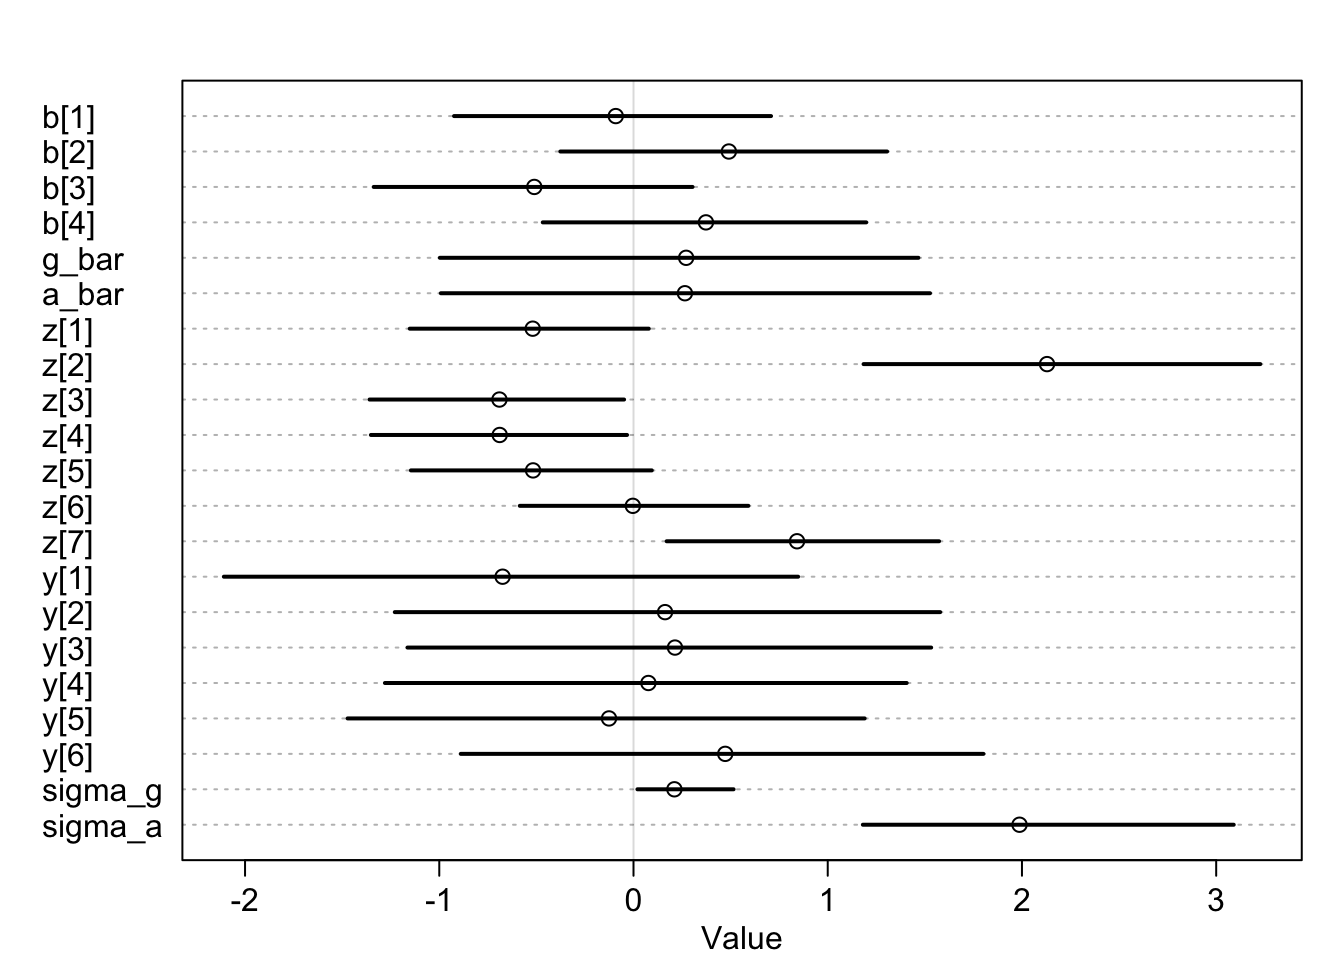 b[1]
b[2]
b[3]
b[4]
g_bar
a_bar
z[1]
z[2]
z[3]
z[4]
z[5]
z[6]
z[7]
y[1]
y[2]
y[3]
y[4]
y[5]
y[6]
sigma_g
sigma_a
-2 -1 0 1 2 3
Value